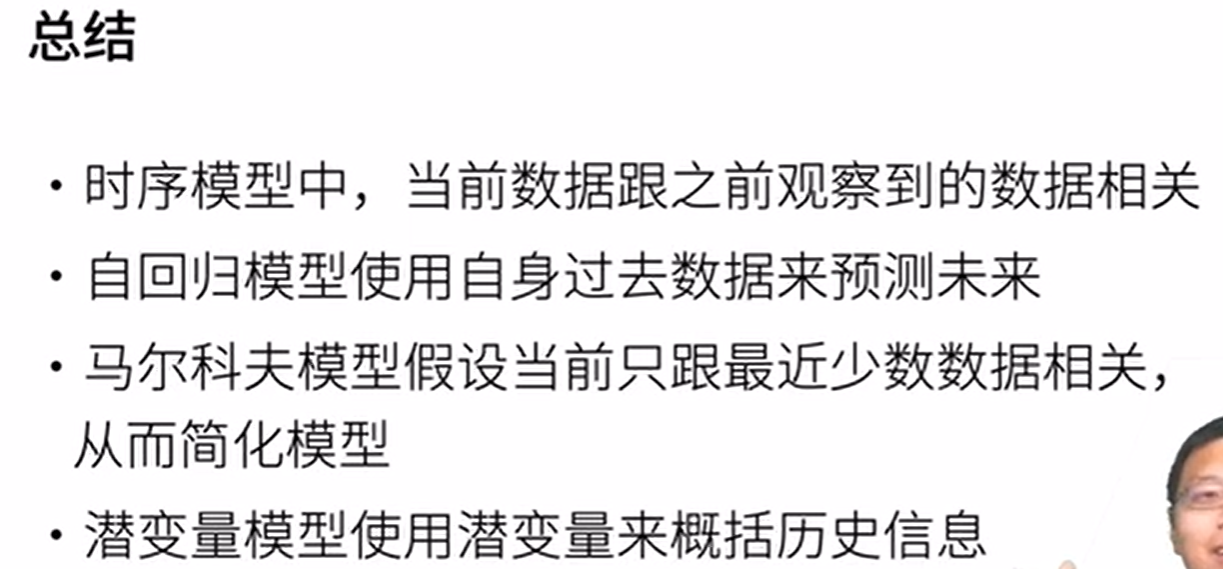 总结
• 时序模型中，当前数据跟之前观察到的数据相关
• 自回归模型使用自身过去数据来预测未来
• 马尔科夫模型假设当前只跟最近少数数据相关，
从而简化模型
• 潜变量模型使用潜变量来概括历史信息